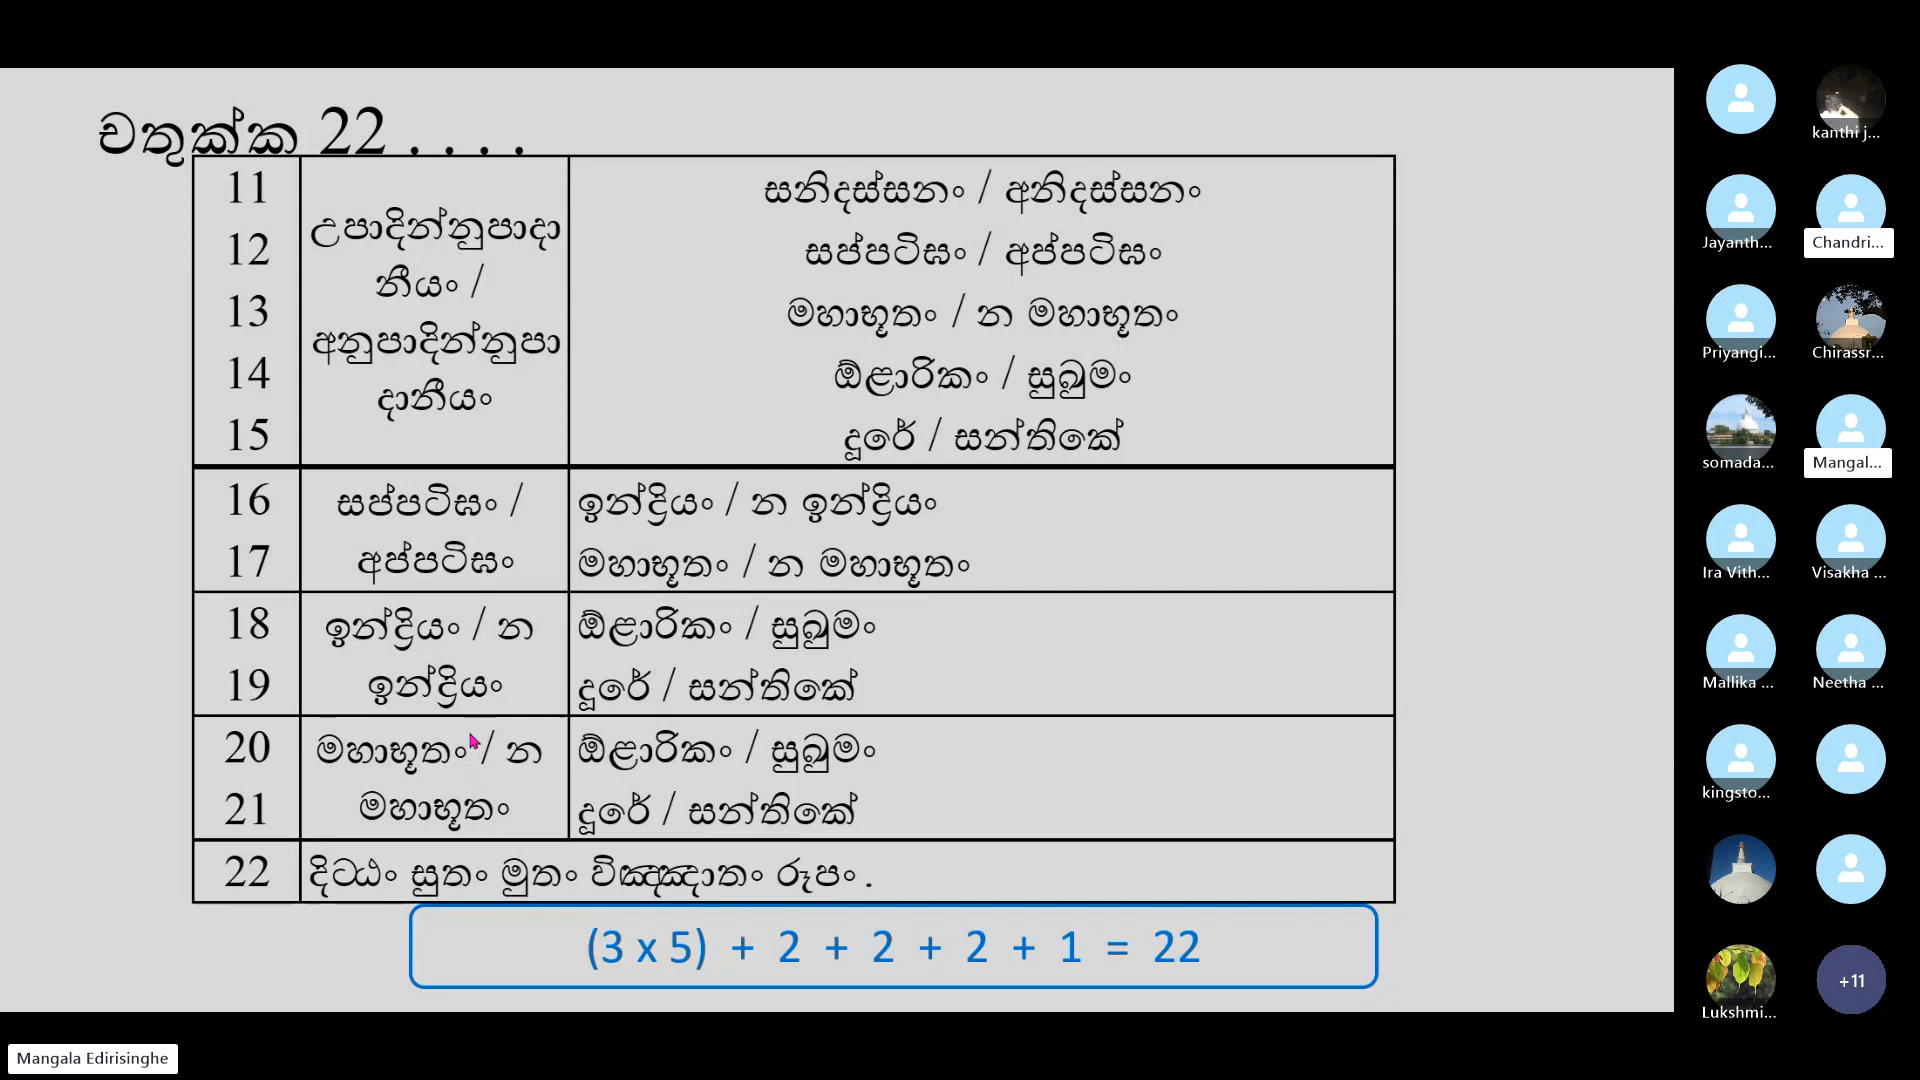 චතුක්ක 22 . . . .
11
12
13
14
15
උපාදින්නුපාදා
නීයං /
අනුපාදින්නුපා
දානීයං
සනිදස්සනං / අනිදස්සනං
සප්පටිඝං / අප්පටිඝං
මහාභූතං / න මහාභූතං
ඕළාරිකං / සුඛුමං
දූරේ / සන්තිකේ
16
17
සප්පටිඝං /
අප්පටිඝං
ඉන්ද්‍රියං / න ඉන්ද්‍රියං
මහාභූතං / න මහාභූතං
18
19
ඉන්ද්‍රියං / න
ඉන්ද්‍රියං
ඕළාරිකං / සුඛුමං
දූරේ / සන්තිකේ
20
21
මහාභූතං / න
මහාභූතං
ඕළාරිකං / සුඛුමං
දූරේ / සන්තිකේ
22
දිට්ඨං සුතං මුතං විඤ්ඤාතං රූපං .
(3 x 5) + 2 + 2 + 2 + 1 = 22
kanthi j...
Jayanth...
Chandri...
Priyangi...
Chirassr...
somada...
Mangal...
Ira Vith...
Visakha ...
Mallika ...
Neetha ...
kingsto...
Lukshmi...
+11
Mangala Edirisinghe